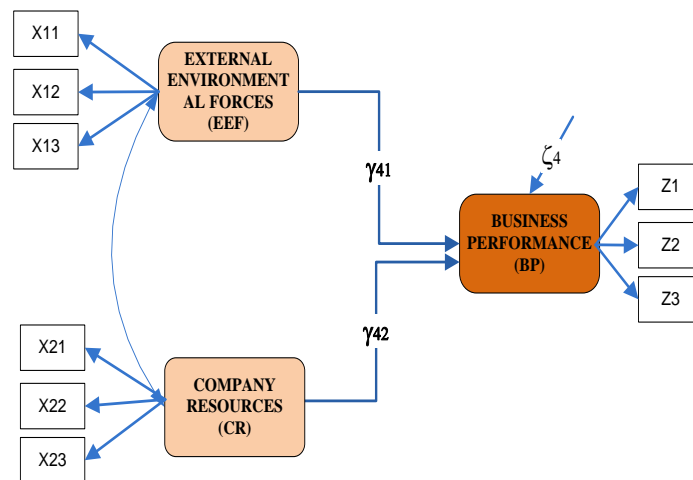 X11
X12
X13
EXTERNAL
ENVIRONMENT
AL FORCES
(EEF)
γ41
ζ4
BUSINESS
PERFORMANCE
(BP)
Z1
Z2
Z3
γ42
X21
X22
X23
COMPANY
RESOURCES
(CR)